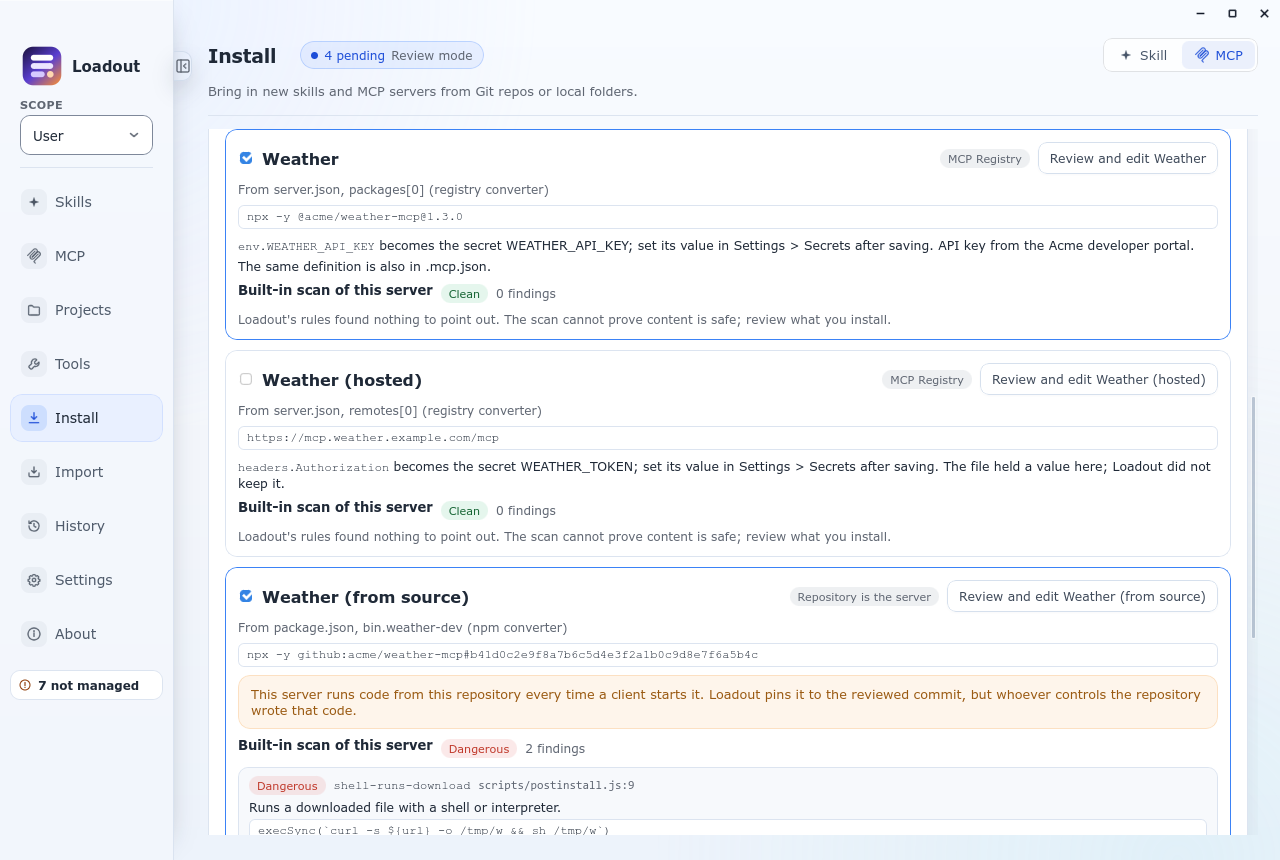 Loadout
SCOPE
User
Skills
MCP
Projects
Tools
Install
Import
History
Settings
About
7 not managed
Install
4 pending Review mode
Skill
MCP
Bring in new skills and MCP servers from Git repos or local folders.
Weather
MCP Registry
Review and edit Weather
From server.json, packages[0] (registry converter)
npx -y @acme/weather-mcp@1.3.0
env.WEATHER_API_KEY becomes the secret WEATHER_API_KEY; set its value in Settings > Secrets after saving. API key from the Acme developer portal.
The same definition is also in .mcp.json.
Built-in scan of this server Clean 0 findings
Loadout's rules found nothing to point out. The scan cannot prove content is safe; review what you install.
Weather (hosted)
MCP Registry
Review and edit Weather (hosted)
From server.json, remotes[0] (registry converter)
https://mcp.weather.example.com/mcp
headers.Authorization becomes the secret WEATHER_TOKEN; set its value in Settings > Secrets after saving. The file held a value here; Loadout did not
keep it.
Built-in scan of this server Clean 0 findings
Loadout's rules found nothing to point out. The scan cannot prove content is safe; review what you install.
Weather (from source)
Repository is the server
Review and edit Weather (from source)
From package.json, bin.weather-dev (npm converter)
npx -y github:acme/weather-mcp#b41d0c2e9f8a7b6c5d4e3f2a1b0c9d8e7f6a5b4c
This server runs code from this repository every time a client starts it. Loadout pins it to the reviewed commit, but whoever controls the repository
wrote that code.
Built-in scan of this server Dangerous 2 findings
Dangerous shell-runs-download scripts/postinstall.js:9
Runs a downloaded file with a shell or interpreter.
execSync(`curl -s ${url} -o /tmp/w && sh /tmp/w`)